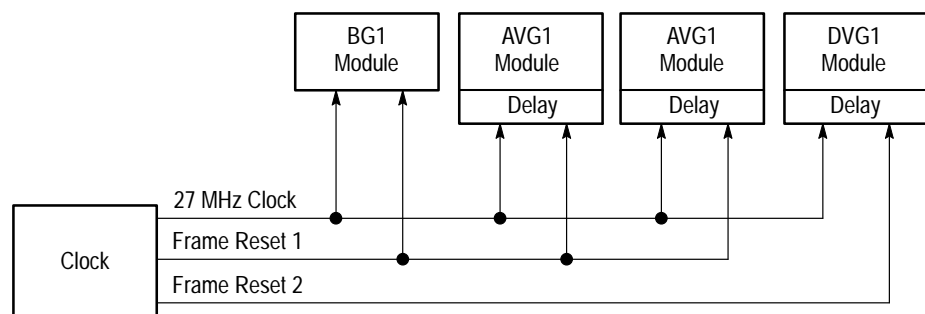 BG1
Module
AVG1
Module
Delay
AVG1
Module
Delay
DVG1
Module
Delay
27 MHz Clock
Frame Reset 1
Clock
Frame Reset 2